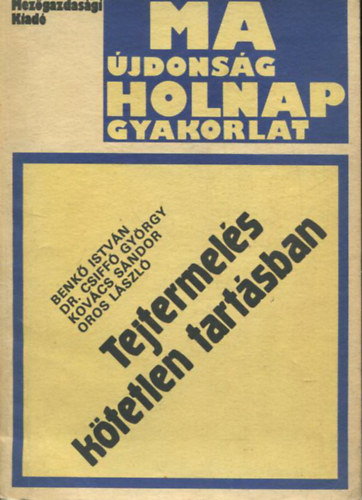 Mezőgazdasági
Kiadó
MA
ÚJDONSÁG
HOLNAP
GYAKORLAT
BENKŐ ISTVÁN
DR. CSIFFÓ GYÖRGY
KOVÁCS SÁNDOR
OROS LÁSZLÓ
Tejtermelés
kötetlen tartásban